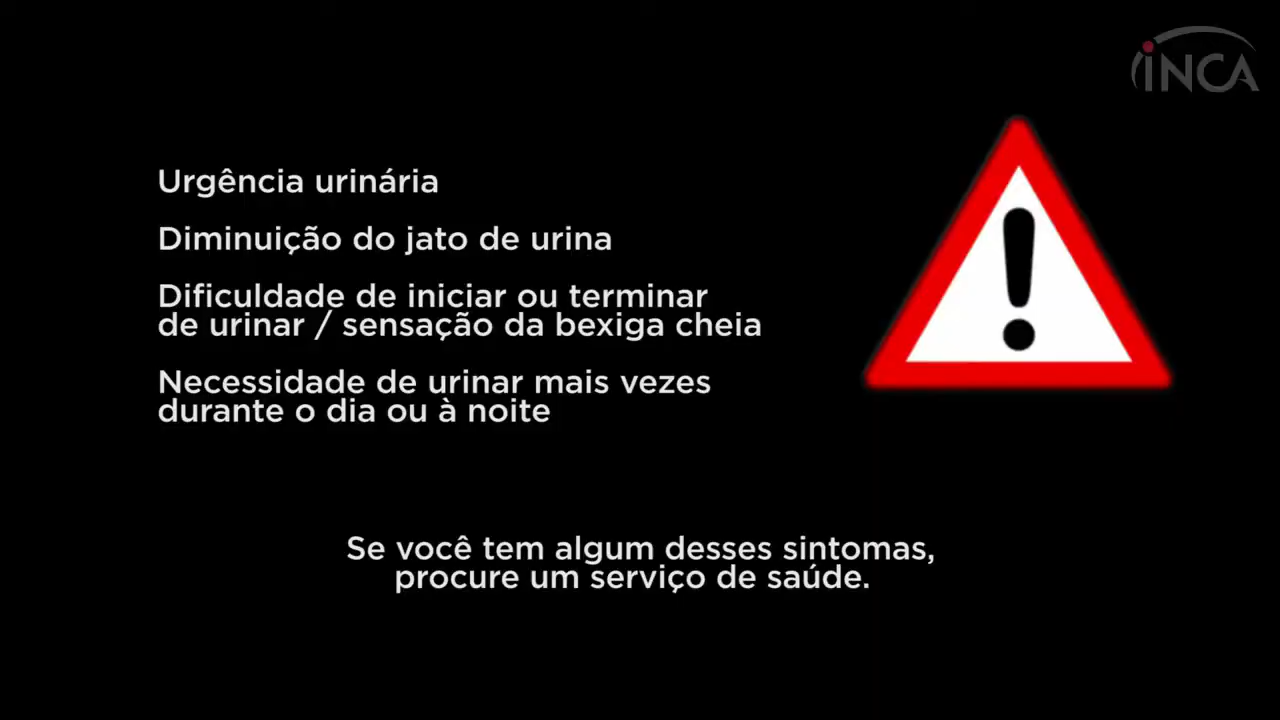 INCA
Urgência urinária
Diminuição do jato de urina
Dificuldade de iniciar ou terminar
de urinar / sensação da bexiga cheia
Necessidade de urinar mais vezes
durante o dia ou à noite
Se você tem algum desses sintomas,
procure um serviço de saúde.